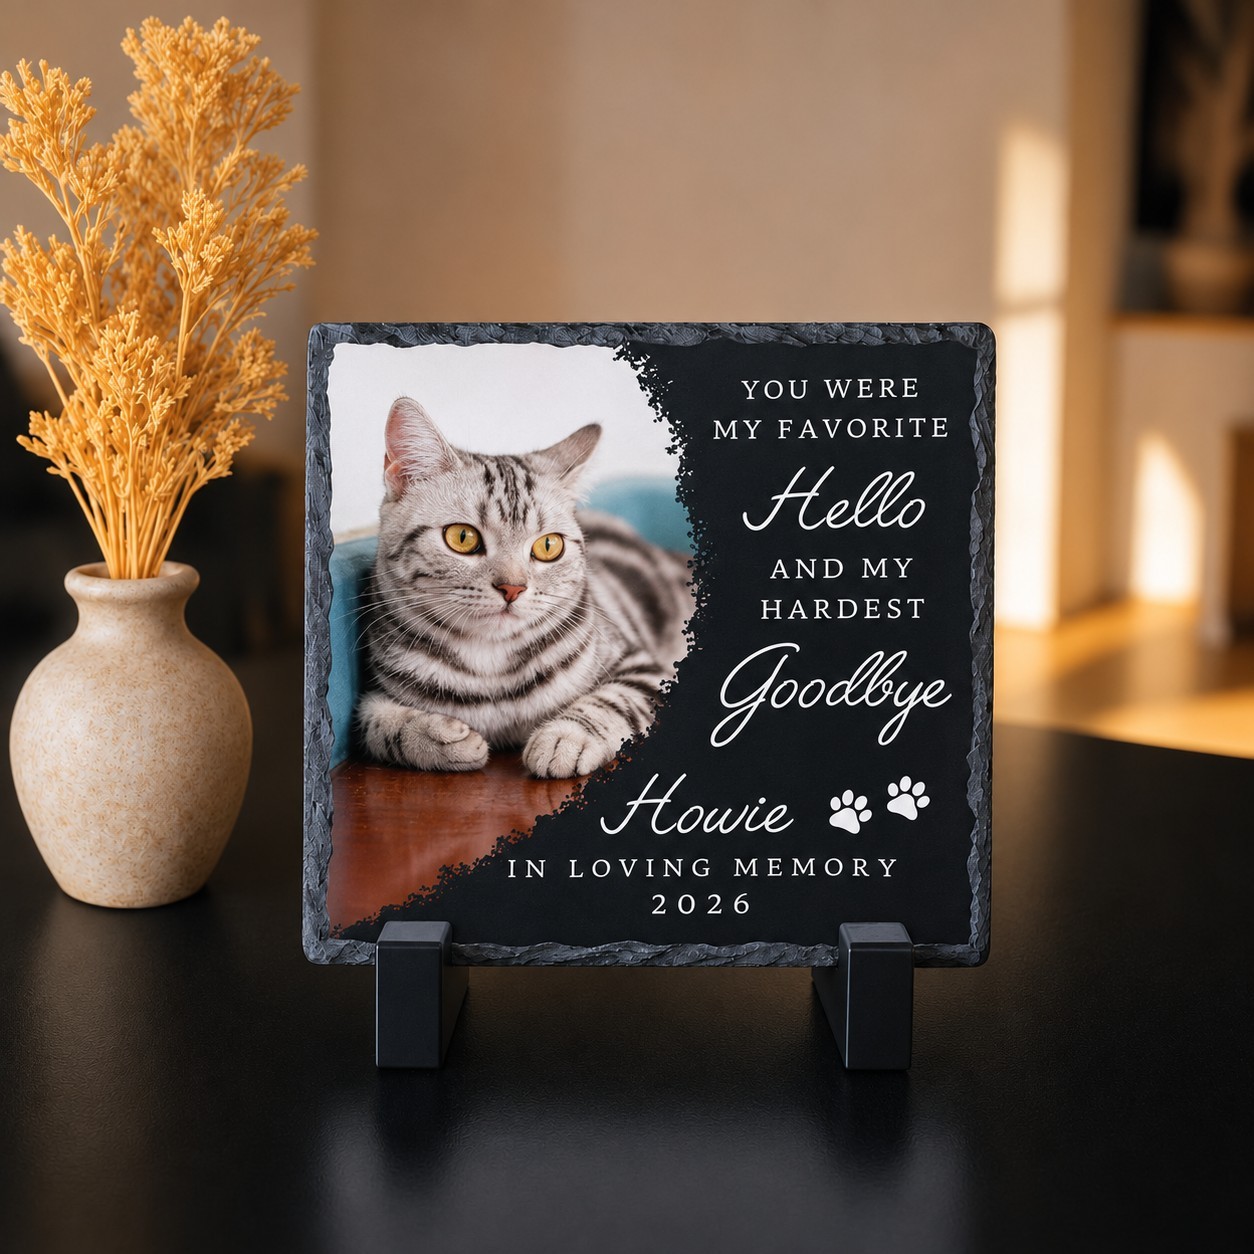 YOU WERE
MY FAVORITE
Hello
AND MY
HARDEST
Goodbye
Howie
IN LOVING MEMORY
2026